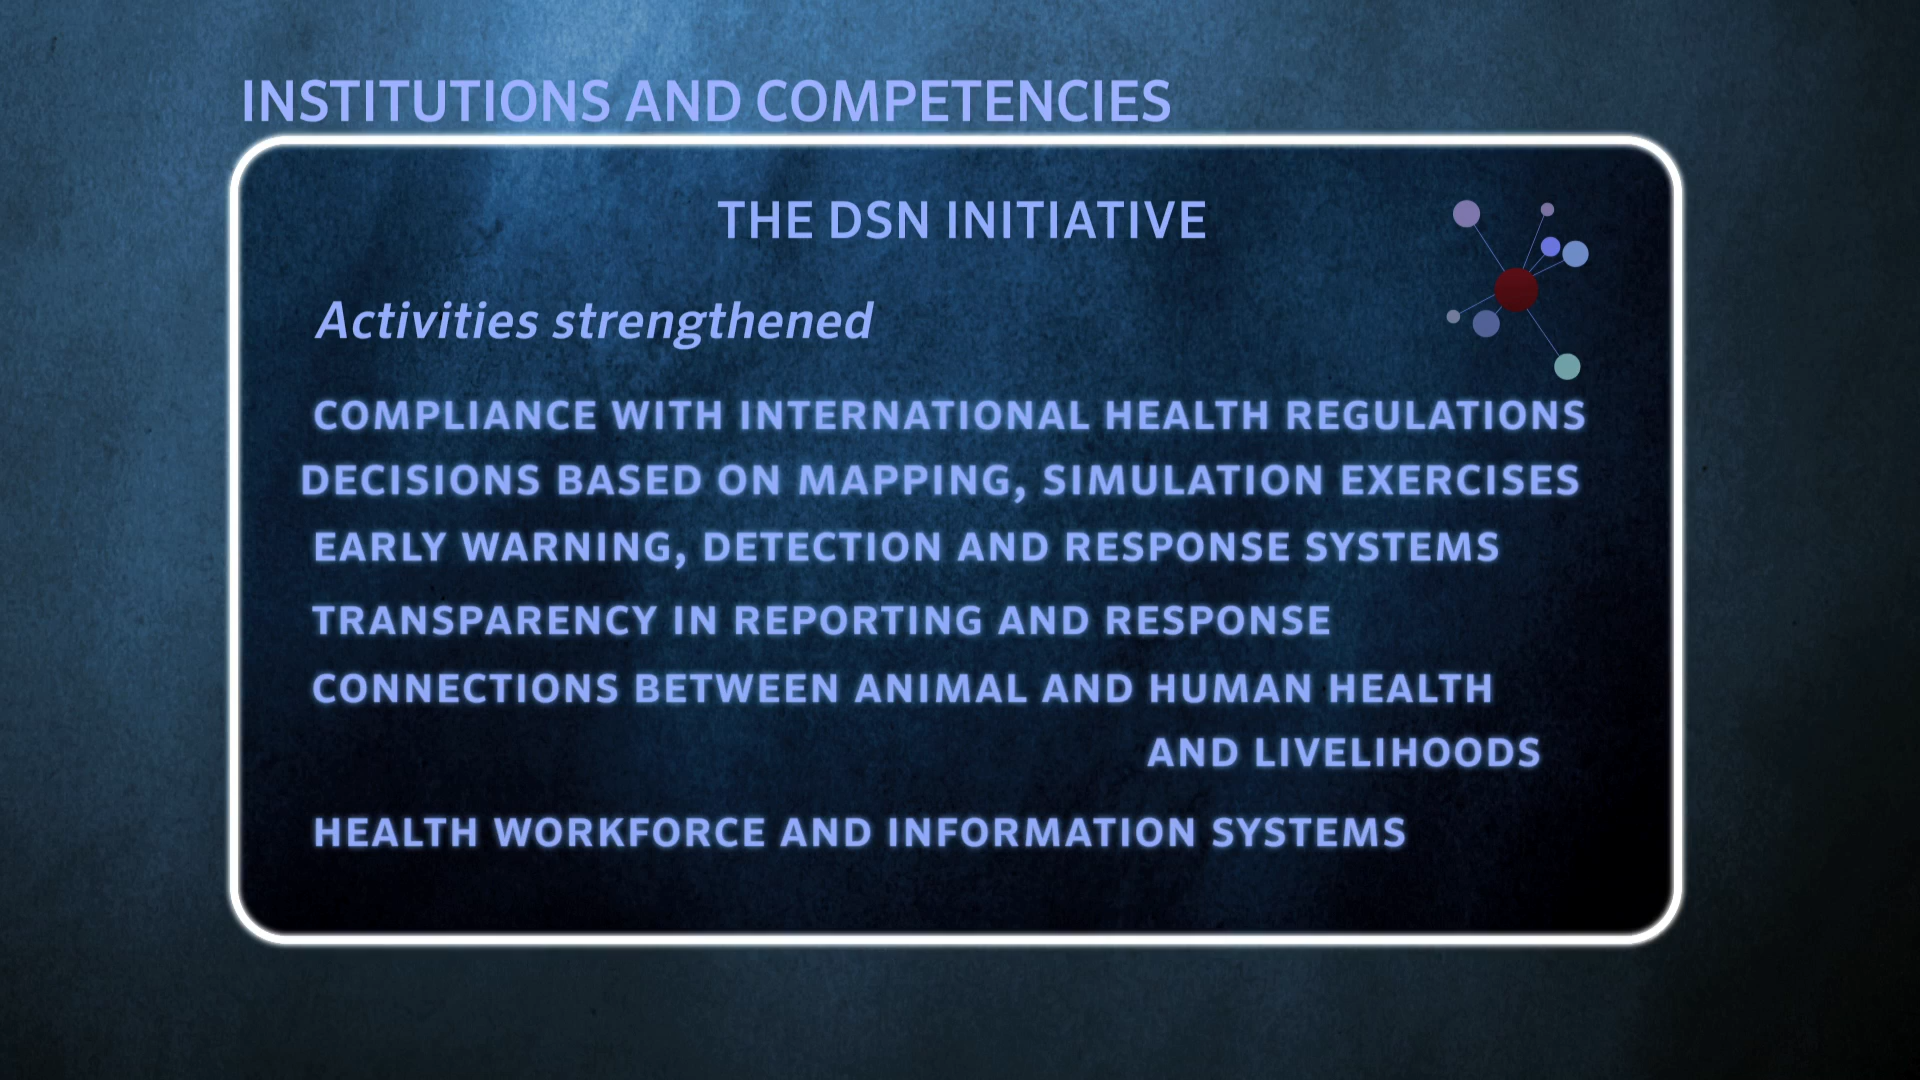 INSTITUTIONS AND COMPETENCIES
THE DSN INITIATIVE
Activities strengthened
COMPLIANCE WITH INTERNATIONAL HEALTH REGULATIONS
DECISIONS BASED ON MAPPING, SIMULATION EXERCISES
EARLY WARNING, DETECTION AND RESPONSE SYSTEMS
TRANSPARENCY IN REPORTING AND RESPONSE
CONNECTIONS BETWEEN ANIMAL AND HUMAN HEALTH
AND LIVELIHOODS
HEALTH WORKFORCE AND INFORMATION SYSTEMS